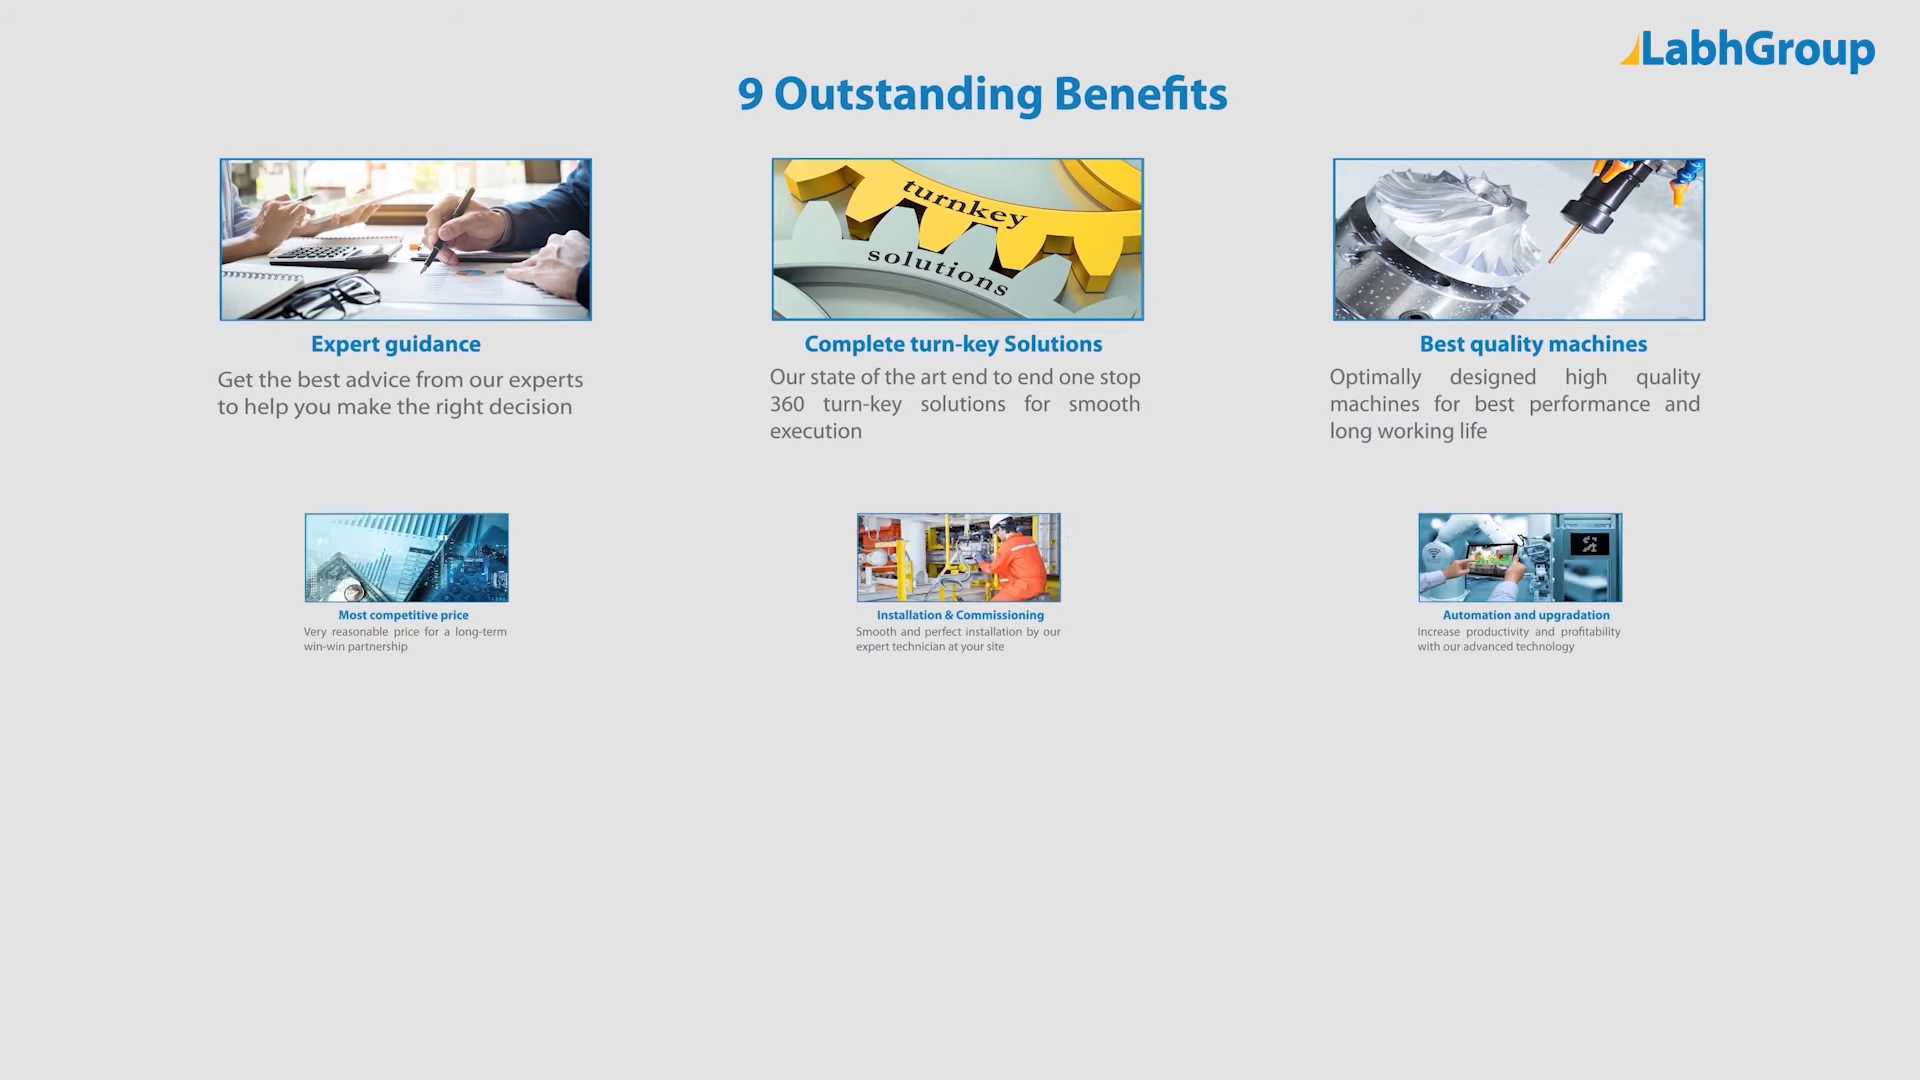 LabhGroup
9 Outstanding Benefits
turnkey
solutions
Expert guidance
Get the best advice from our experts
to help you make the right decision
Complete turn-key Solutions
Our state of the art end to end one stop
360 turn-key solutions for smooth
execution
Best quality machines
Optimally designed high quality
machines for best performance and
long working life
Most competitive price
Very reasonable price for a long-term
win-win partnership
Installation & Commissioning
Smooth and perfect installation by our
expert technician at your site
Automation and upgradation
Increase productivity and profitability
with our advanced technology